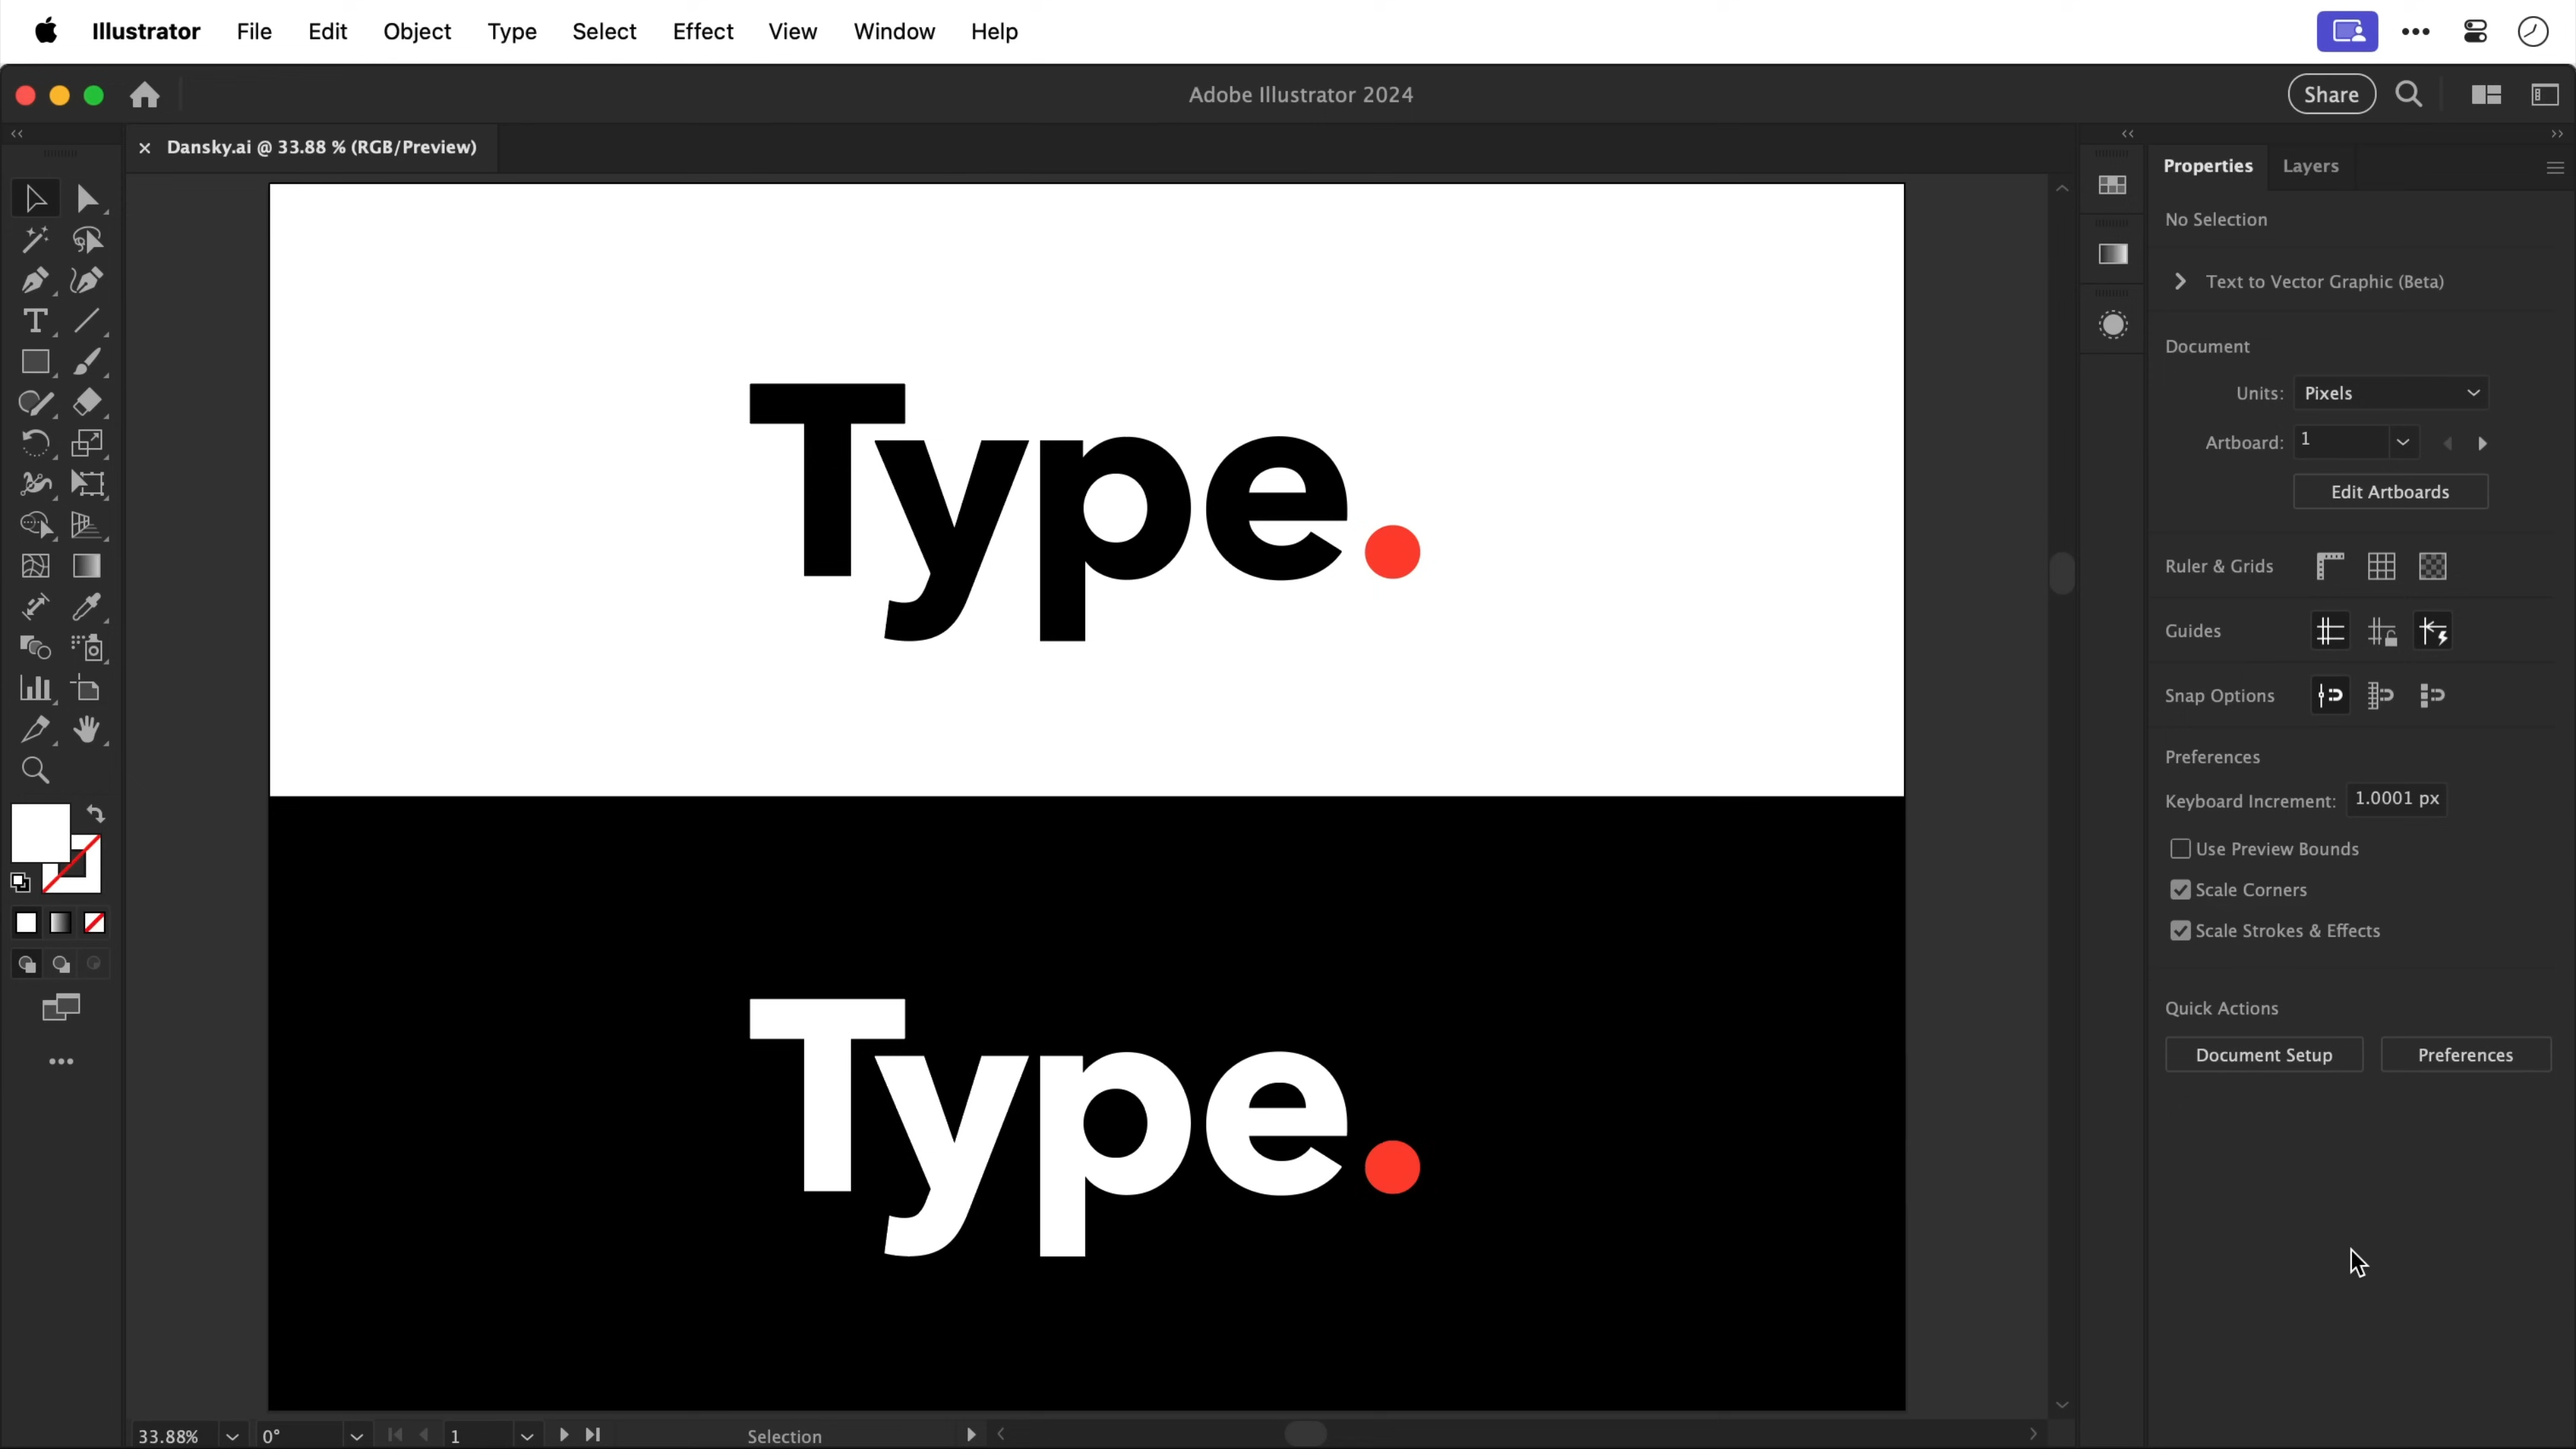 Illustrator File Edit Object Type Select Effect View Window Help
Adobe Illustrator 2024
Share
Dansky.ai @ 33.88 % (RGB/Preview)
Type.
Type.
33.88%
0°
1
Selection
Properties Layers
No Selection
Text to Vector Graphic (Beta)
Document
Units: Pixels
Artboard: 1
Edit Artboards
Ruler & Grids
Guides
Snap Options
Preferences
Keyboard Increment: 1.0001 px
Use Preview Bounds
Scale Corners
Scale Strokes & Effects
Quick Actions
Document Setup Preferences